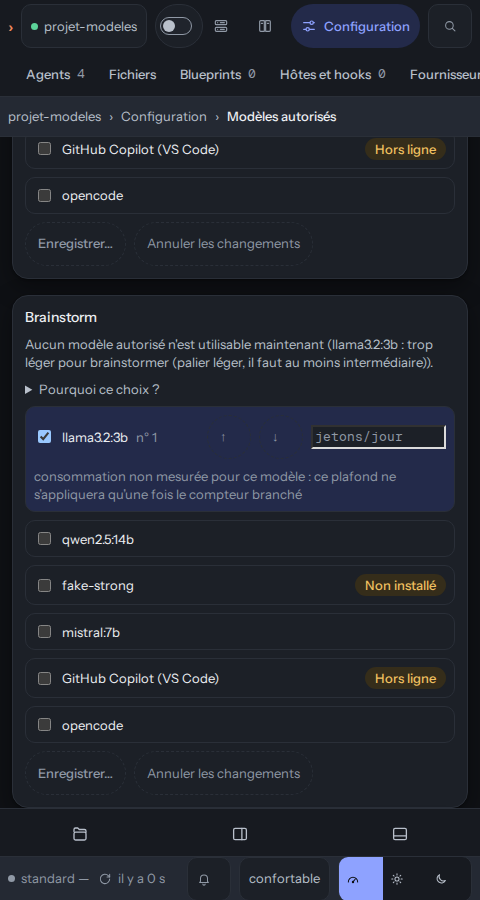 › projet-modeles Configuration
Agents 4 Fichiers Blueprints 0 Hôtes et hooks 0 Fournisseu
projet-modeles › Configuration › Modèles autorisés
GitHub Copilot (VS Code) Hors ligne
opencode
Enregistrer… Annuler les changements
Brainstorm
Aucun modèle autorisé n'est utilisable maintenant (llama3.2:3b : trop
léger pour brainstormer (palier léger, il faut au moins intermédiaire)).
▶ Pourquoi ce choix ?
llama3.2:3b n° 1 ↑ ↓ jetons/jour
consommation non mesurée pour ce modèle : ce plafond ne
s'appliquera qu'une fois le compteur branché
qwen2.5:14b
fake-strong Non installé
mistral:7b
GitHub Copilot (VS Code) Hors ligne
opencode
Enregistrer… Annuler les changements
standard — il y a 0 s confortable